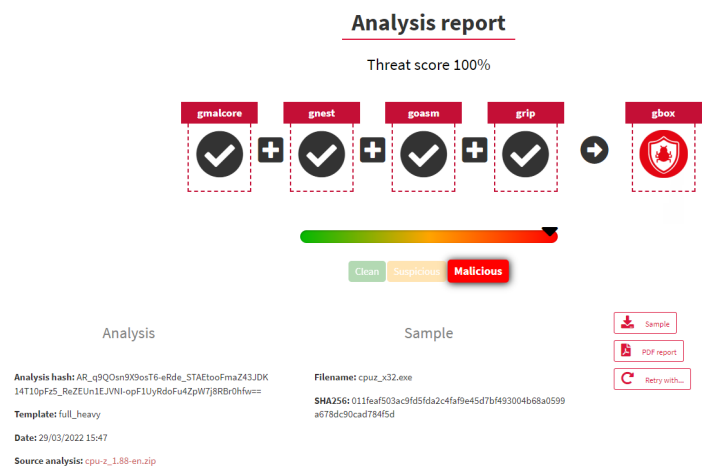 Analysis report
Threat score 100%
gmalcore gnest goasm grip gbox
Clean Suspicious Malicious
Analysis
Analysis hash: AR_q9QOsn9X9osT6-eRde_STAEtooFmaZ43JDK
14T10pFz5_ReZEUn1EJVNI-opF1UyRdoFu4ZpW7j8RBr0hfw==
Template: full_heavy
Date: 29/03/2022 15:47
Source analysis: cpu-z_1.88-en.zip
Sample
Filename: cpuz_x32.exe
SHA256: 011feaf503ac9fd5fda2c4faf9e45d7bf493004b68a0599
a678dc90cad784f5d
Sample
PDF report
Retry with...